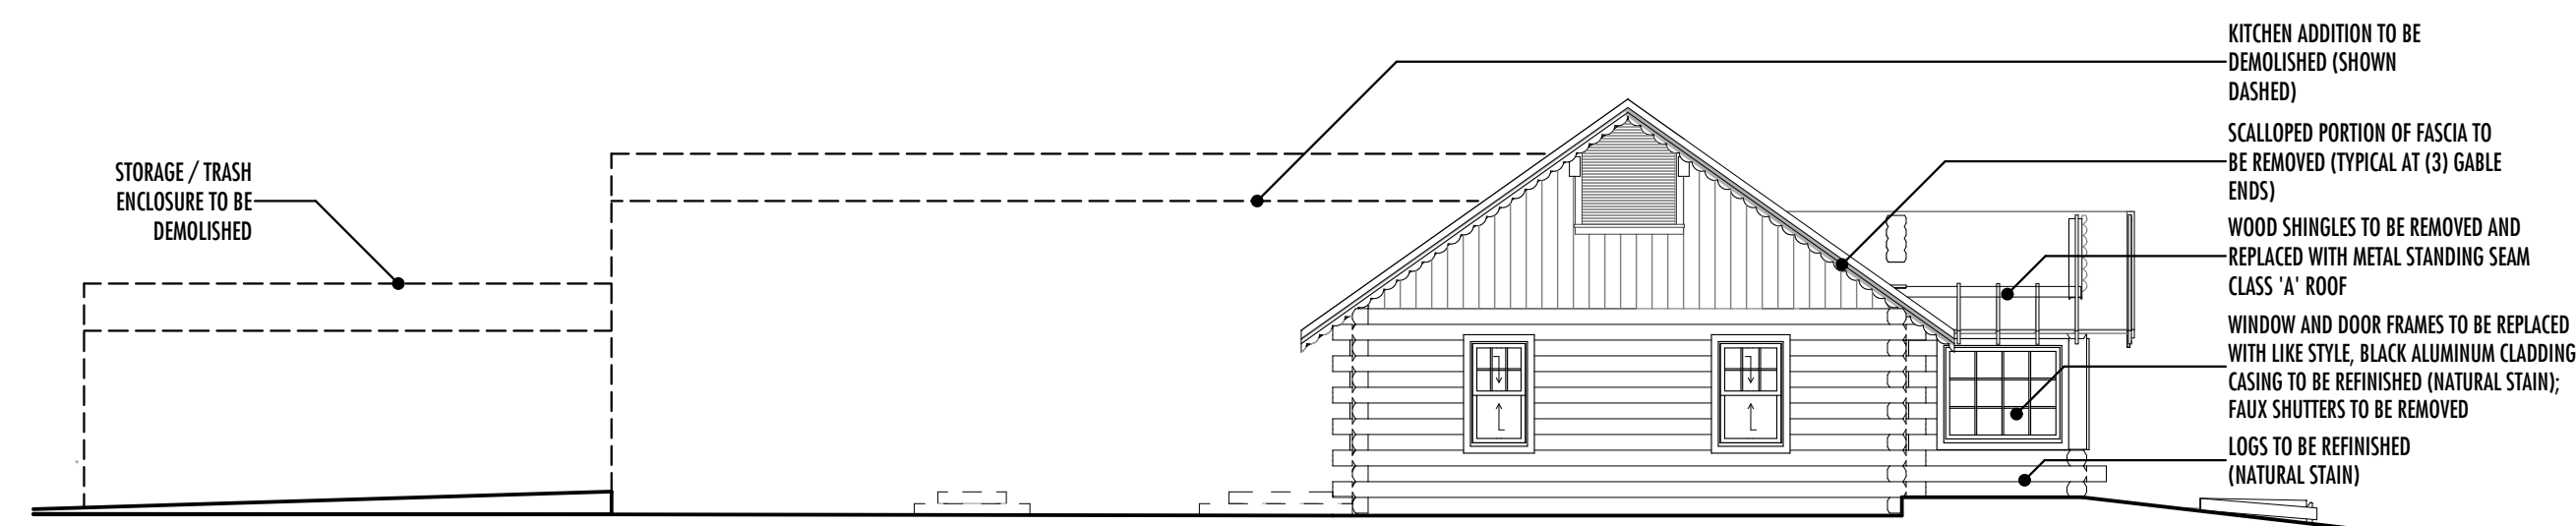 STORAGE / TRASH
ENCLOSURE TO BE
DEMOLISHED
KITCHEN ADDITION TO BE
DEMOLISHED (SHOWN
DASHED)
SCALLOPED PORTION OF FASCIA TO
BE REMOVED (TYPICAL AT (3) GABLE
ENDS)
WOOD SHINGLES TO BE REMOVED AND
REPLACED WITH METAL STANDING SEAM
CLASS 'A' ROOF
WINDOW AND DOOR FRAMES TO BE REPLACED
WITH LIKE STYLE, BLACK ALUMINUM CLADDING
CASING TO BE REFINISHED (NATURAL STAIN);
FAUX SHUTTERS TO BE REMOVED
LOGS TO BE REFINISHED
(NATURAL STAIN)